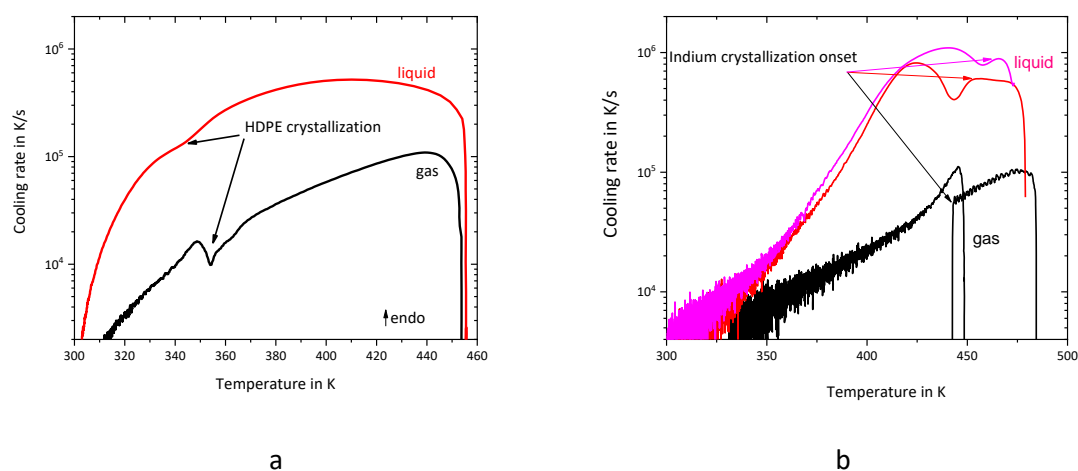 Cooling rate in K/s
10⁶
10⁵
10⁴
liquid
HDPE crystallization
gas
endo
300 320 340 360 380 400 420 440 460
Temperature in K
a
Cooling rate in K/s
10⁶
10⁵
10⁴
Indium crystallization onset
liquid
gas
300 350 400 450 500
Temperature in K
b